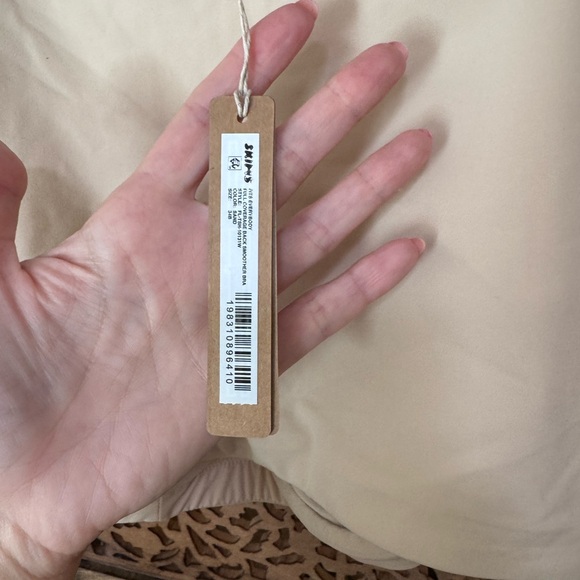 SKIMS
FITS EVERYBODY
FULL COVERAGE BACK SMOOTHER BRA
COLOR: SAND
SIZE: 34B
198310896410